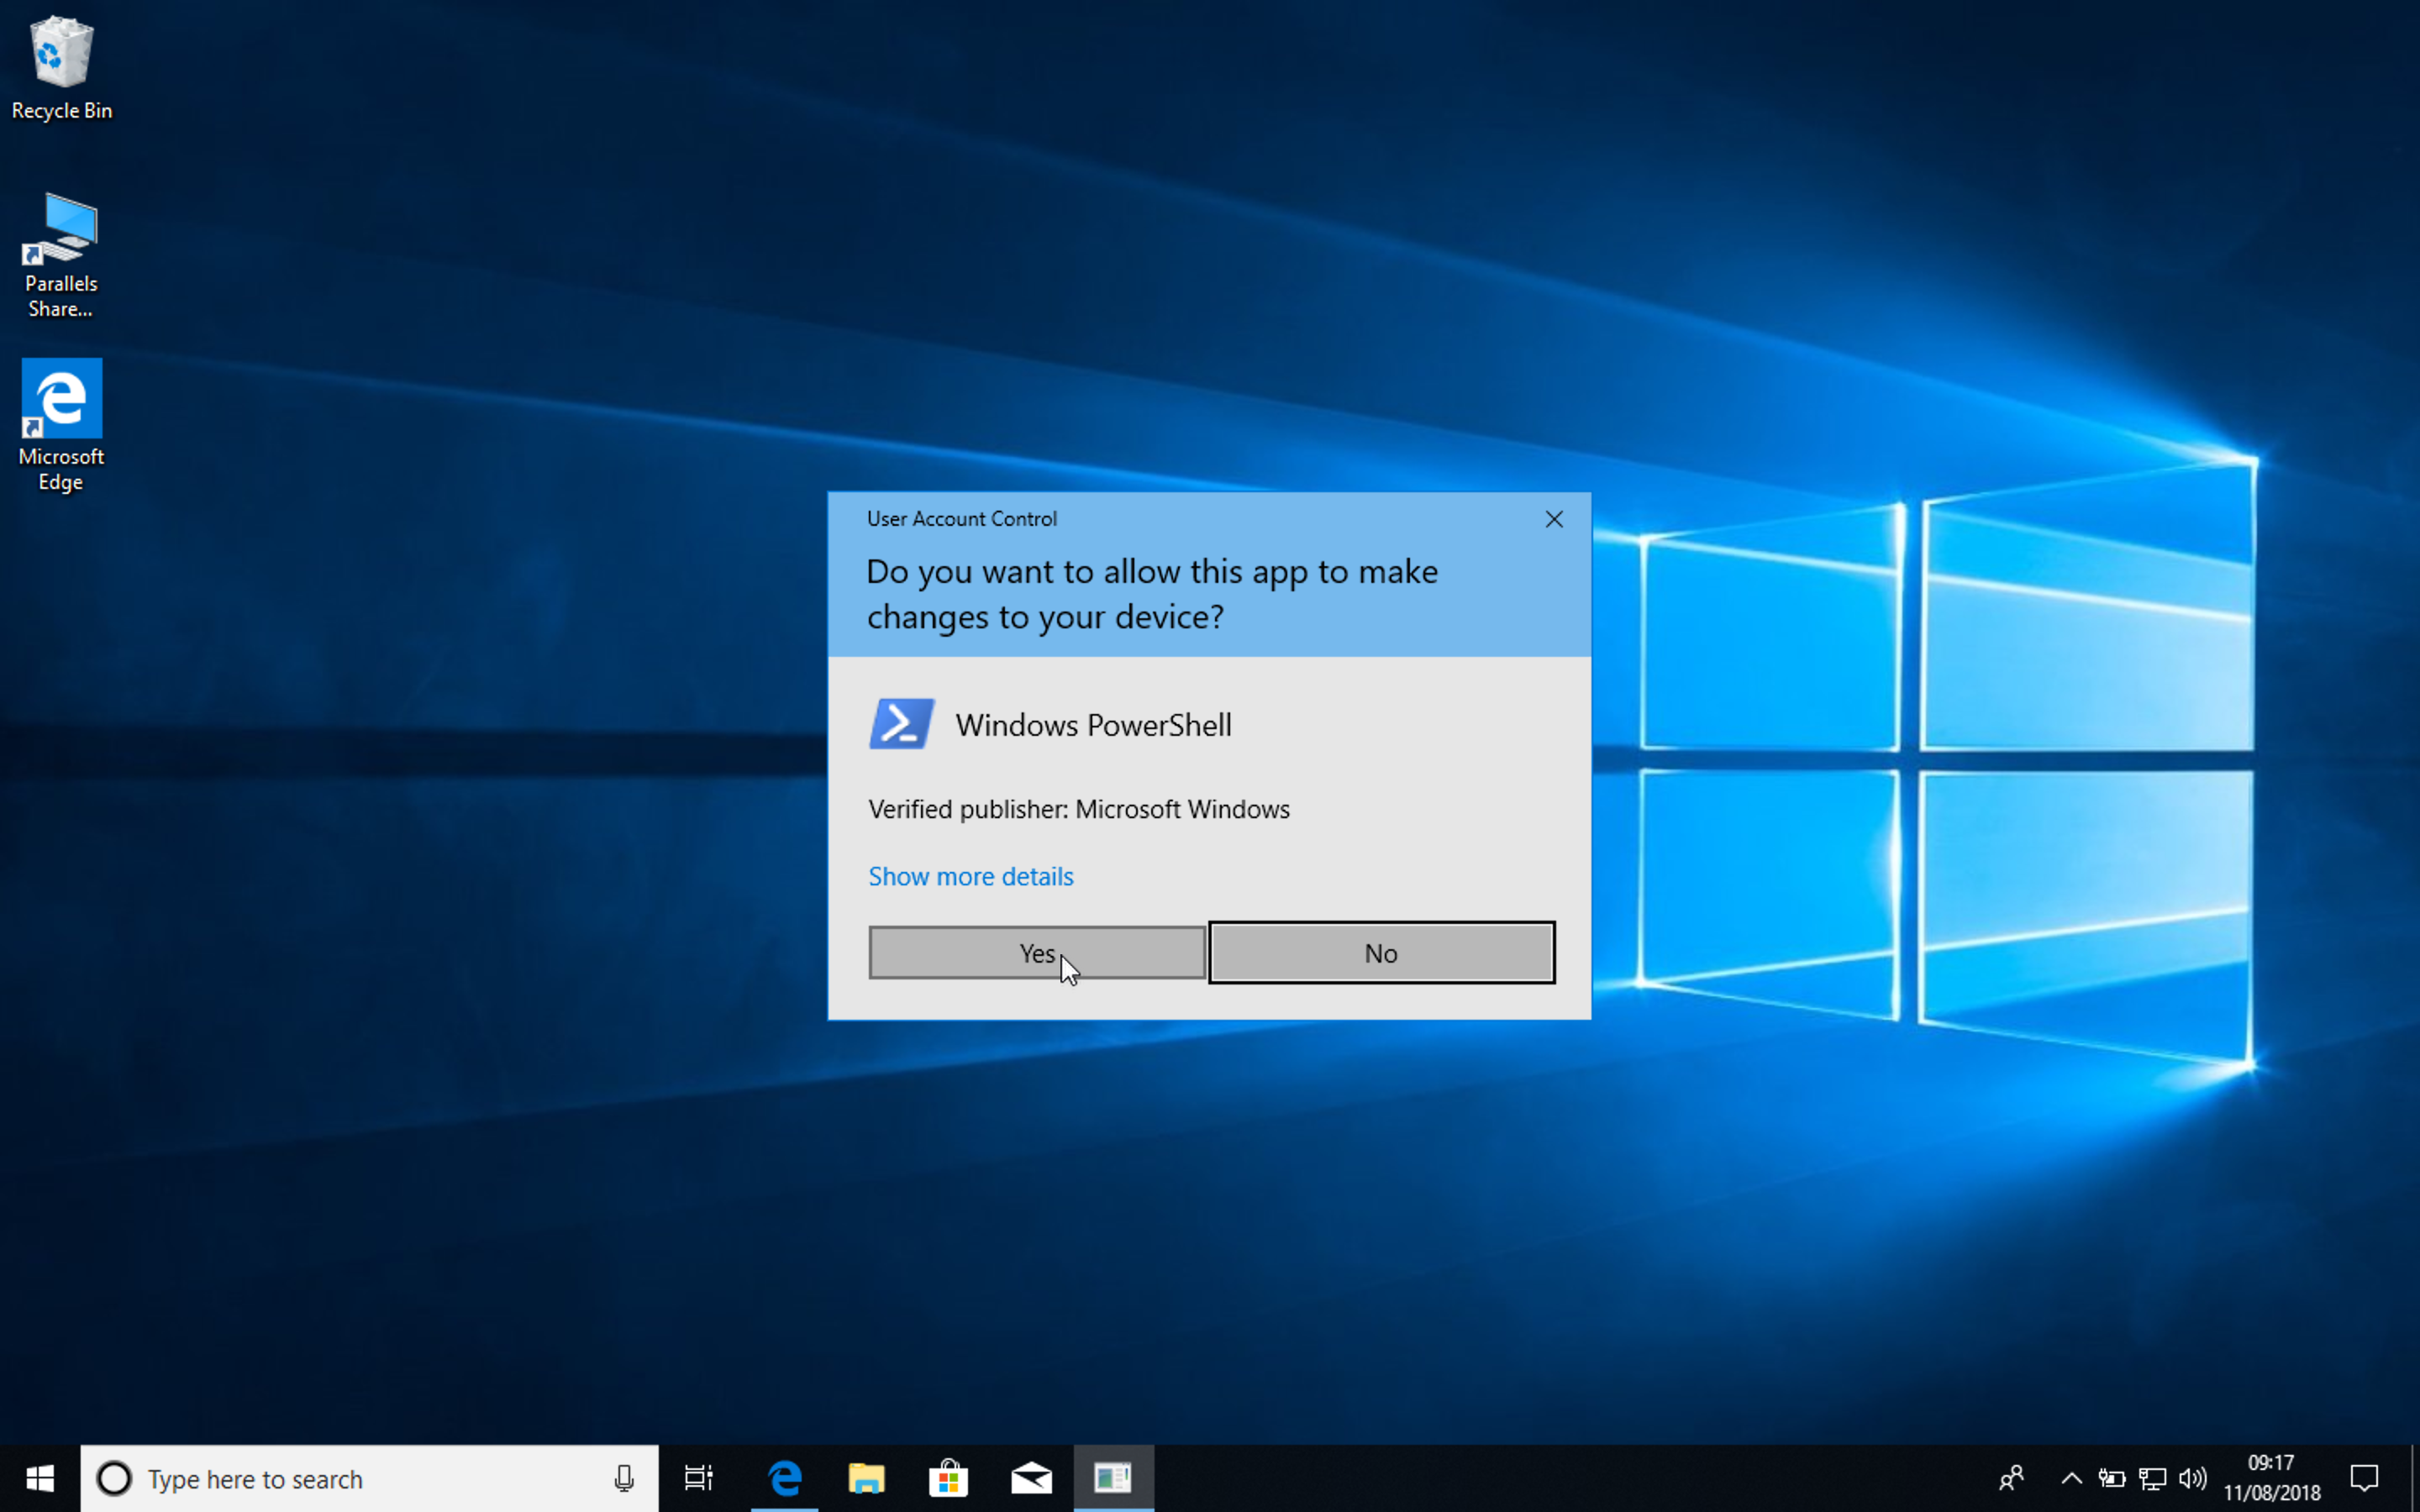 Recycle Bin
Parallels
Share...
Microsoft
Edge
User Account Control
Do you want to allow this app to make
changes to your device?
Windows PowerShell
Verified publisher: Microsoft Windows
Show more details
Yes
No
Type here to search
09:17
11/08/2018